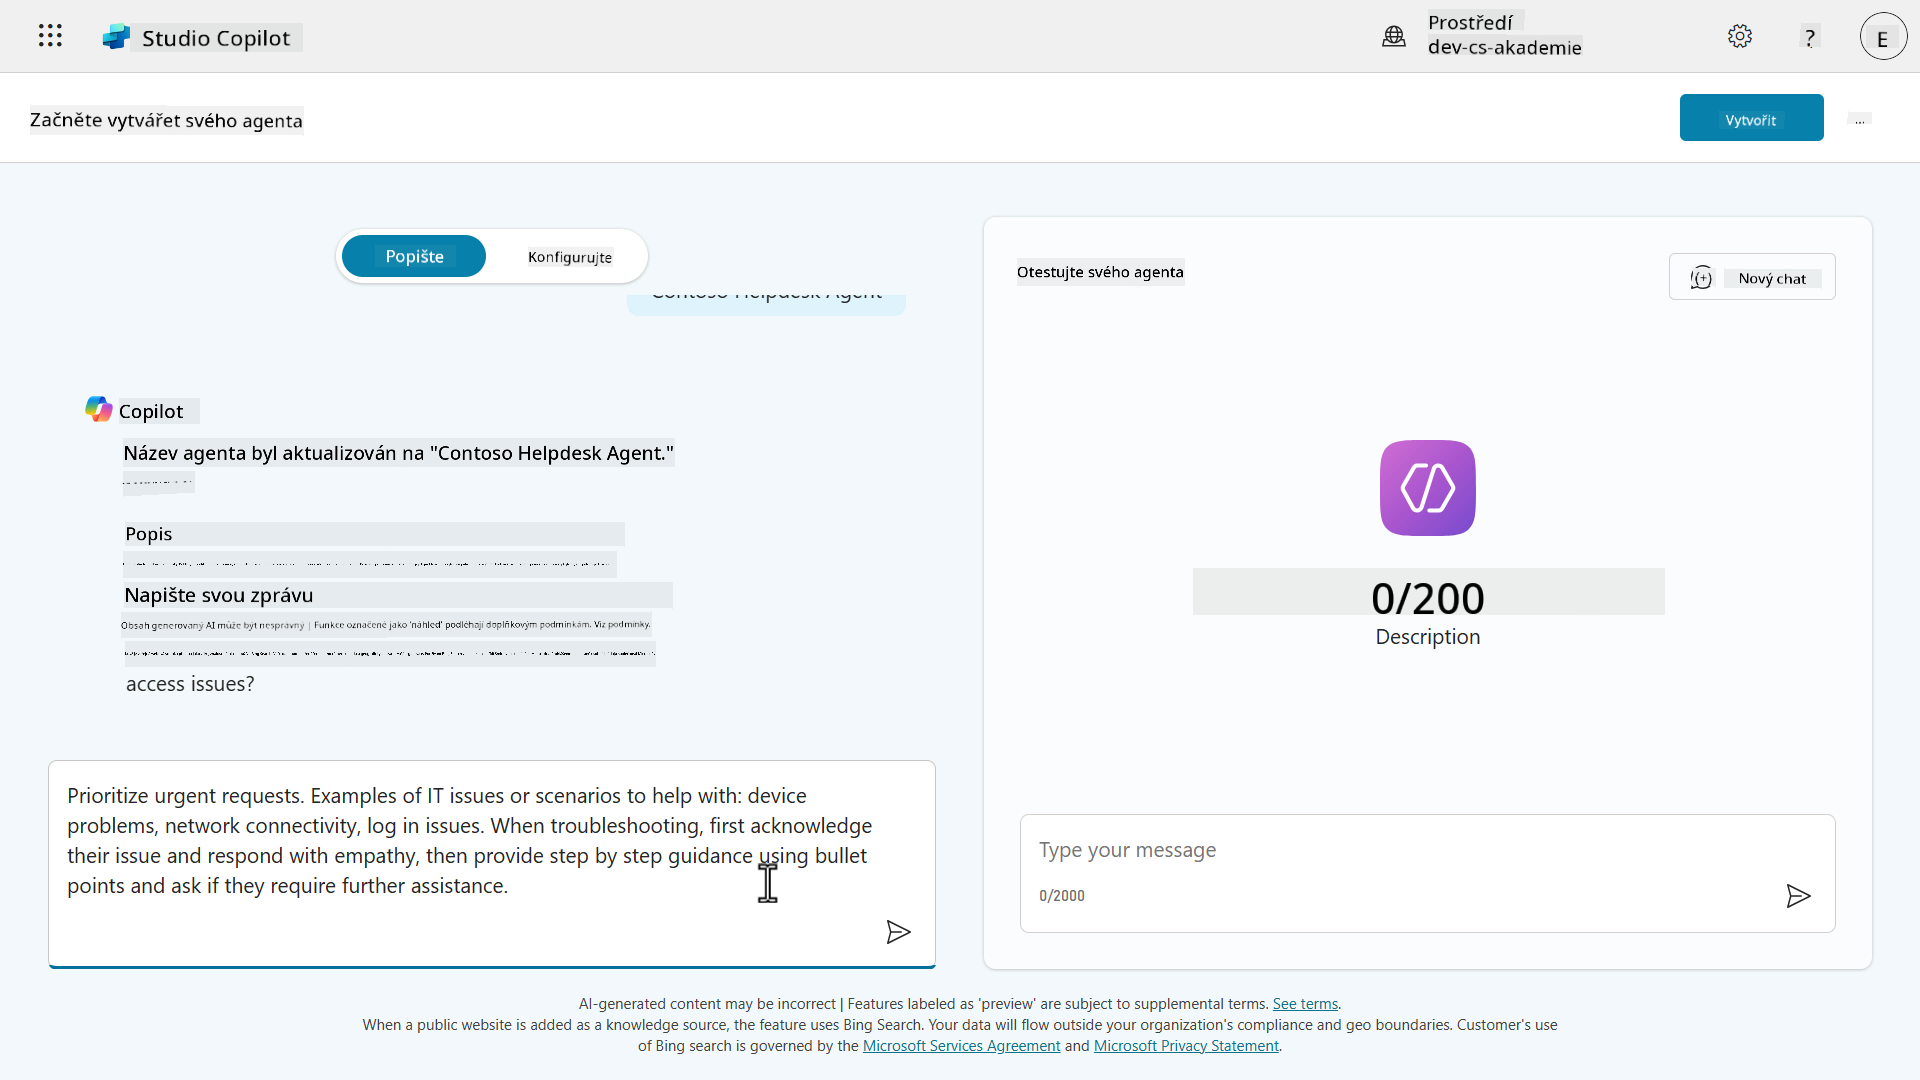 Studio Copilot
Prostředí
dev-cs-akademie
?
E
Začněte vytvářet svého agenta
Vytvořit
...
Popište
Konfigurujte
Contoso Helpdesk Agent
Copilot
Název agenta byl aktualizován na "Contoso Helpdesk Agent."
Popis
Napište svou zprávu
Obsah generovaný AI může být nesprávný | Funkce označené jako 'náhled' podléhají doplňkovým podmínkám. Viz podmínky.
access issues?
Prioritize urgent requests. Examples of IT issues or scenarios to help with: device
problems, network connectivity, log in issues. When troubleshooting, first acknowledge
their issue and respond with empathy, then provide step by step guidance using bullet
points and ask if they require further assistance.
Otestujte svého agenta
Nový chat
0/200
Description
Type your message
0/2000
AI-generated content may be incorrect | Features labeled as 'preview' are subject to supplemental terms. See terms.
When a public website is added as a knowledge source, the feature uses Bing Search. Your data will flow outside your organization's compliance and geo boundaries. Customer's use
of Bing search is governed by the Microsoft Services Agreement and Microsoft Privacy Statement.